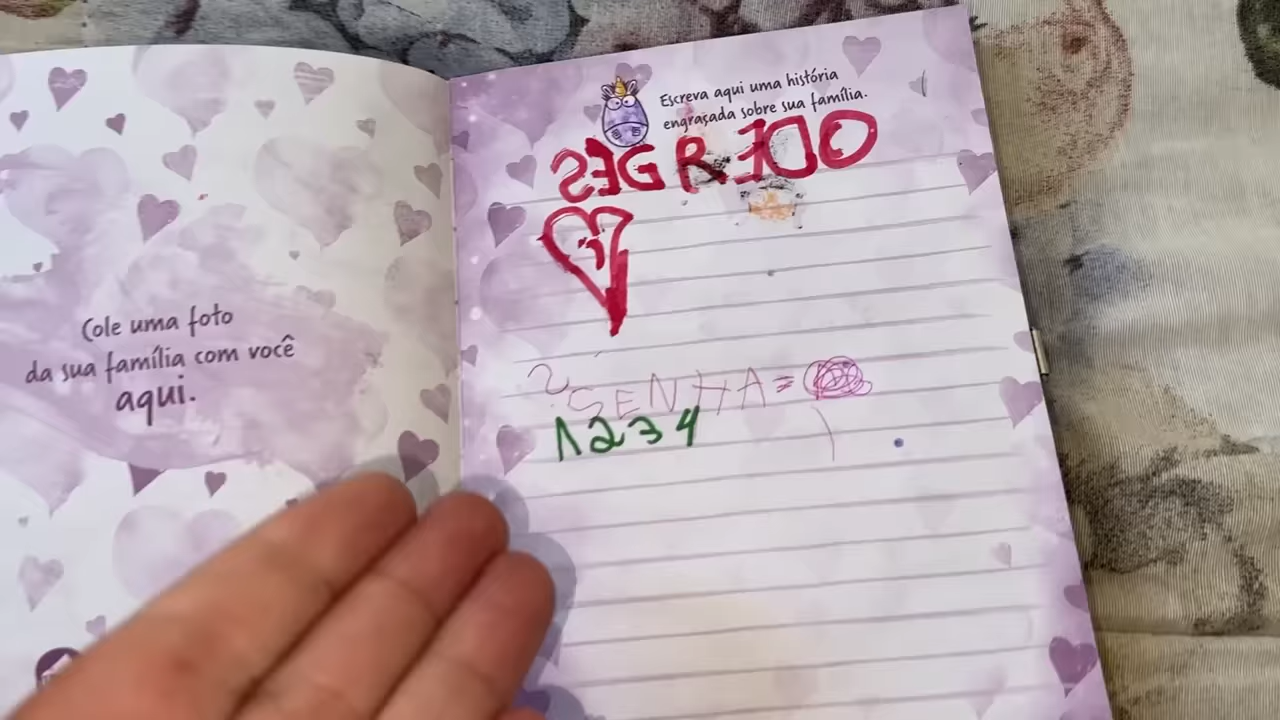 Cole uma foto
da sua família com você
aqui.
Escreva aqui uma história
engraçada sobre sua família.
SEGREDO
SENHA=
1234